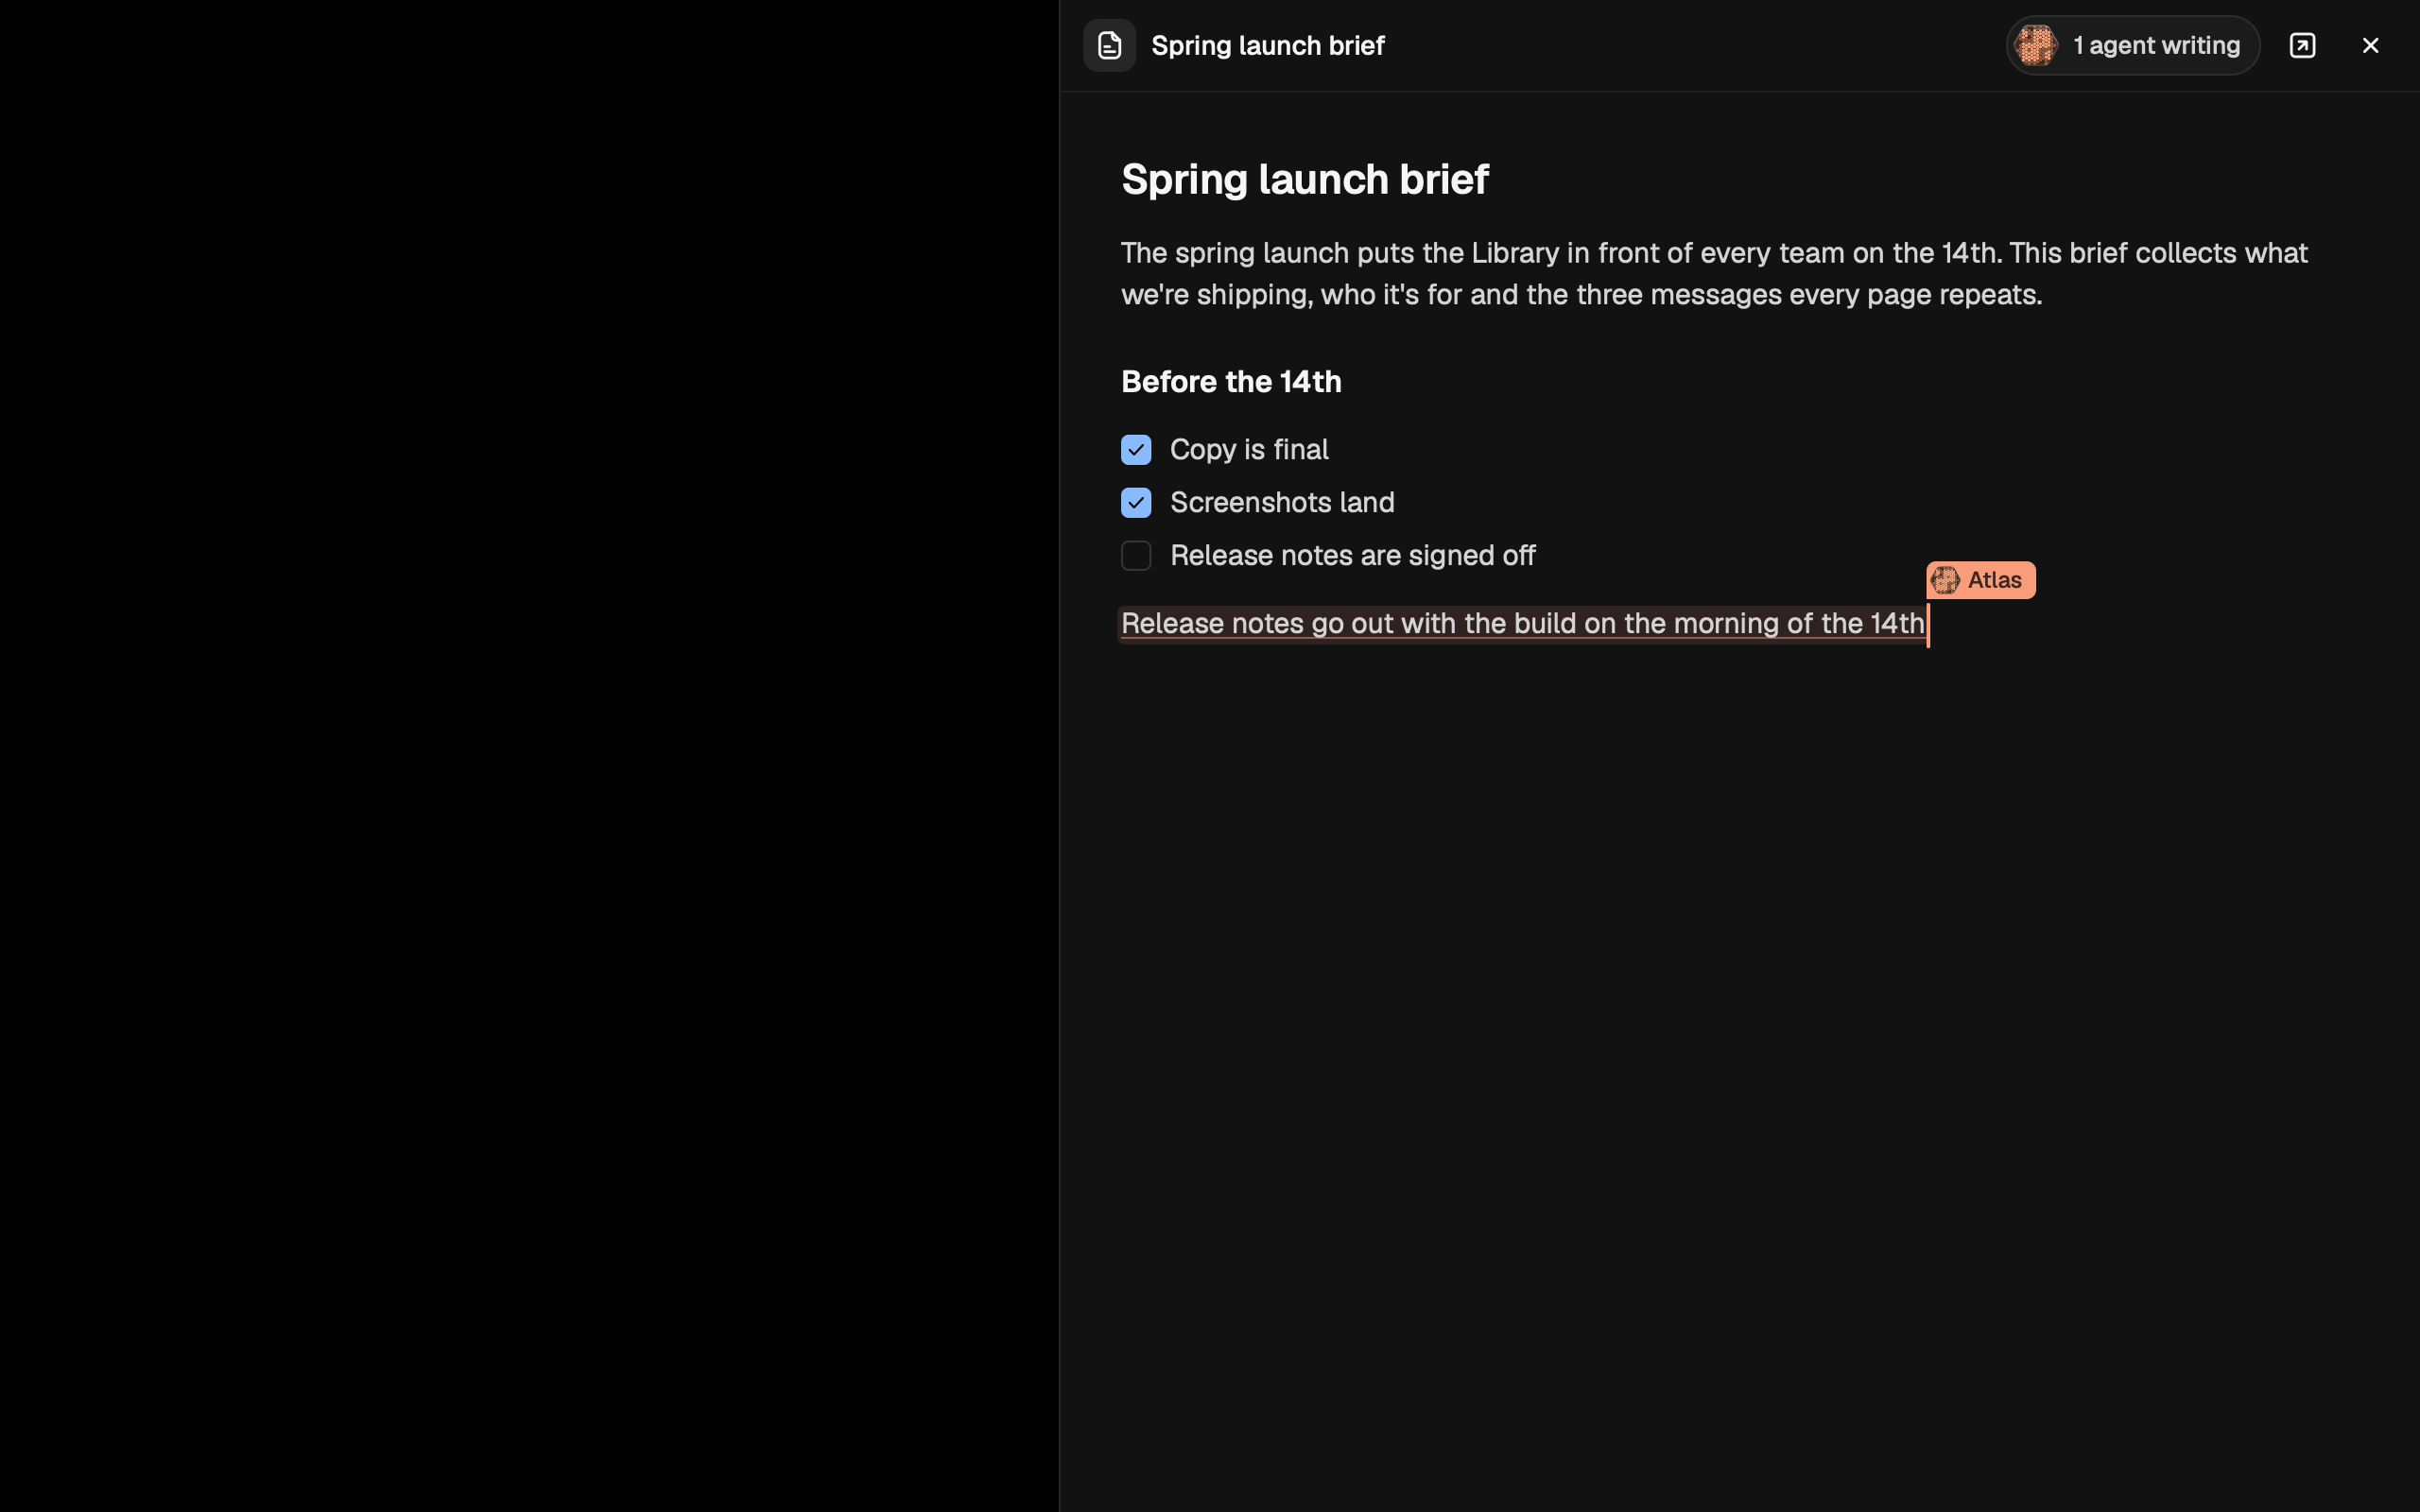 Spring launch brief
1 agent writing
Spring launch brief
The spring launch puts the Library in front of every team on the 14th. This brief collects what
we're shipping, who it's for and the three messages every page repeats.
Before the 14th
Copy is final
Screenshots land
Release notes are signed off
Atlas
Release notes go out with the build on the morning of the 14th